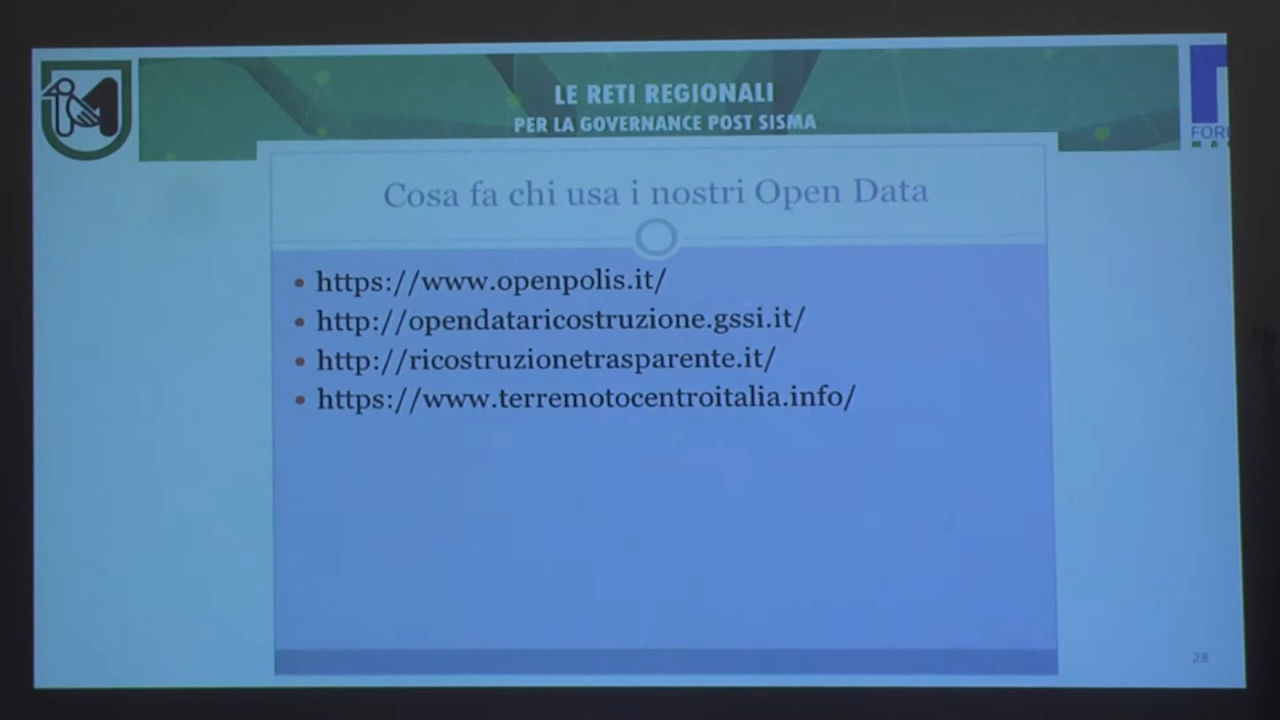 LE RETI REGIONALI
PER LA GOVERNANCE POST SISMA
Cosa fa chi usa i nostri Open Data
• https://www.openpolis.it/
• http://opendataricostruzione.gssi.it/
• http://ricostruzionetrasparente.it/
• https://www.terremotocentroitalia.info/
28